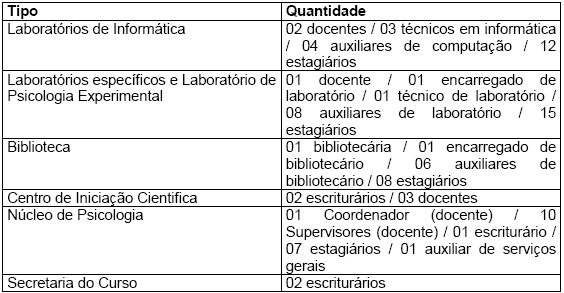 Tipo Quantidade
Laboratórios de Informática 02 docentes / 03 técnicos em informática
/ 04 auxiliares de computação / 12
estagiários
Laboratórios específicos e Laboratório de 01 docente / 01 encarregado de
Psicologia Experimental laboratório / 01 técnico de laboratório /
08 auxiliares de laboratório / 15
estagiários
Biblioteca 01 bibliotecária / 01 encarregado de
bibliotecário / 06 auxiliares de
bibliotecário / 08 estagiários
Centro de Iniciação Cientifica 02 escriturários / 03 docentes
Núcleo de Psicologia 01 Coordenador (docente) / 10
Supervisores (docente) / 01 escriturário /
07 estagiários / 01 auxiliar de serviços
gerais
Secretaria do Curso 02 escriturários